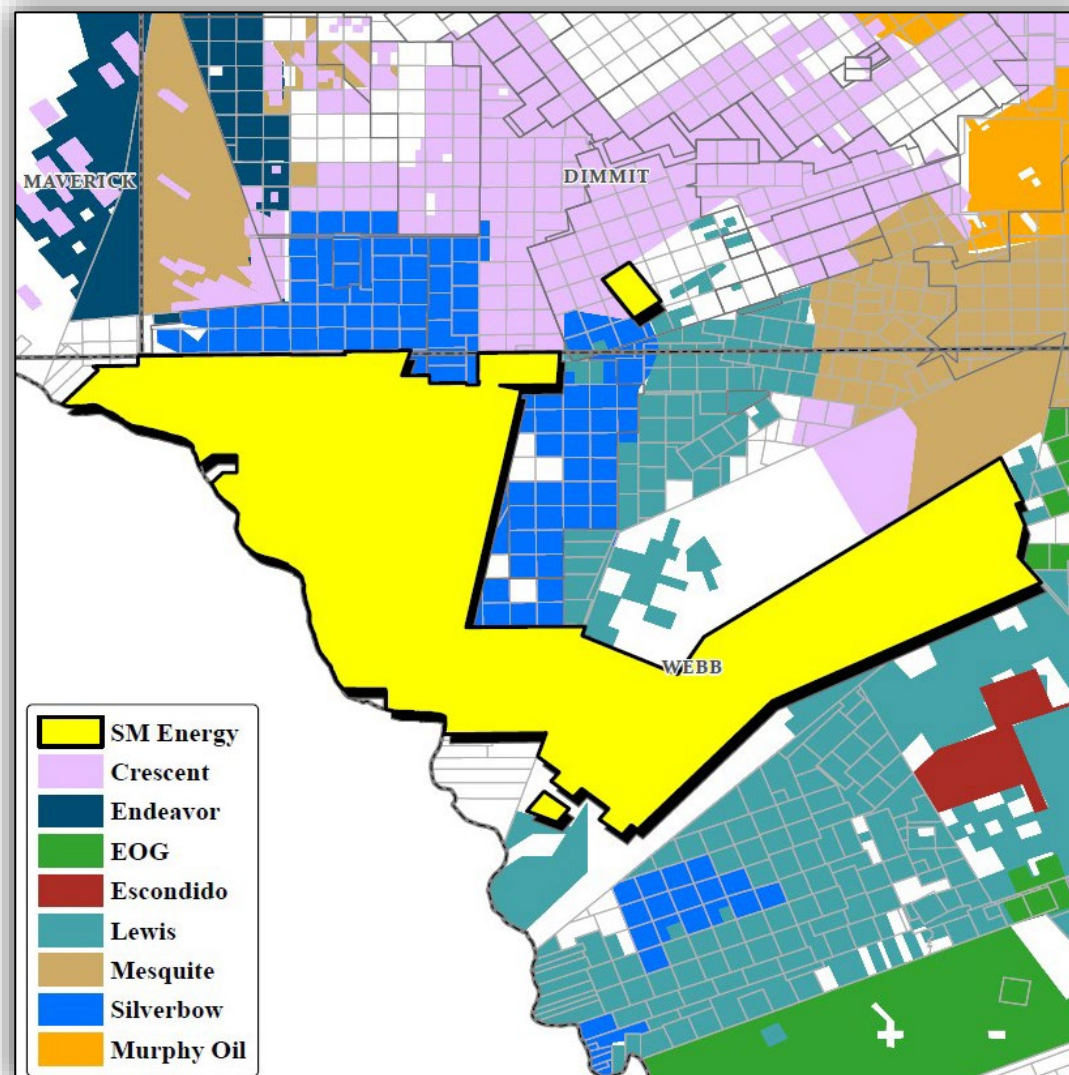 MAVERICK
DIMMIT
WEBB
SM Energy
Crescent
Endeavor
EOG
Escondido
Lewis
Mesquite
Silverbow
Murphy Oil